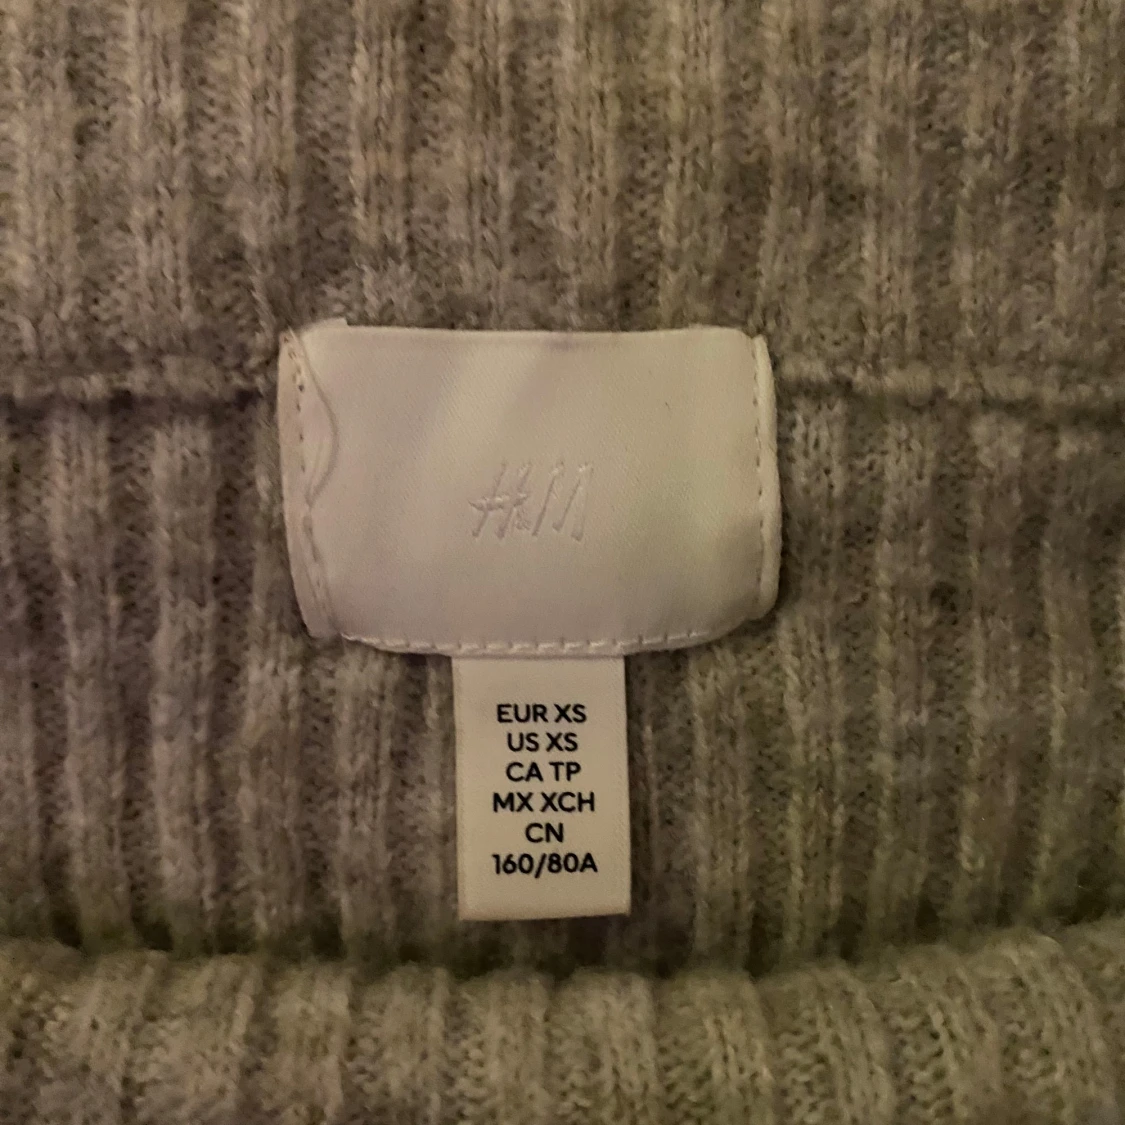 H&M
EUR XS
US XS
CA TP
MX XCH
CN
160/80A